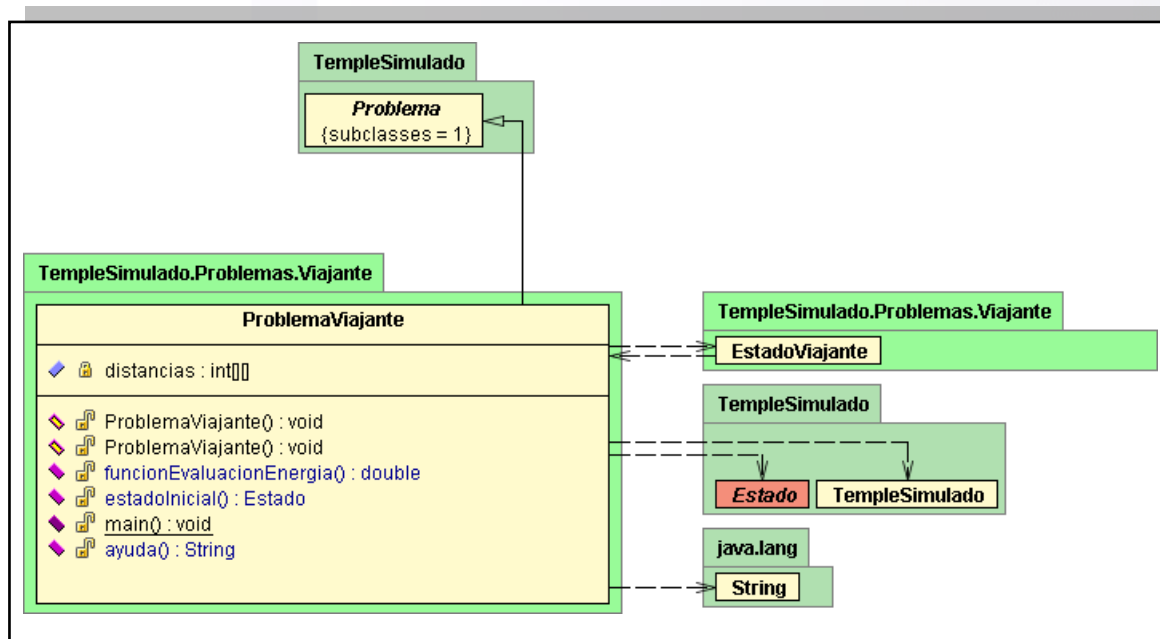 TempleSimulado
Problema
{subclasses = 1}
TempleSimulado.Problemas.Viajante
ProblemaViajante
distancias : int[][]
ProblemaViajante() : void
ProblemaViajante() : void
funcionEvaluacionEnergia() : double
estadoInicial() : Estado
main() : void
ayuda() : String
TempleSimulado.Problemas.Viajante
EstadoViajante
TempleSimulado
Estado TempleSimulado
java.lang
String